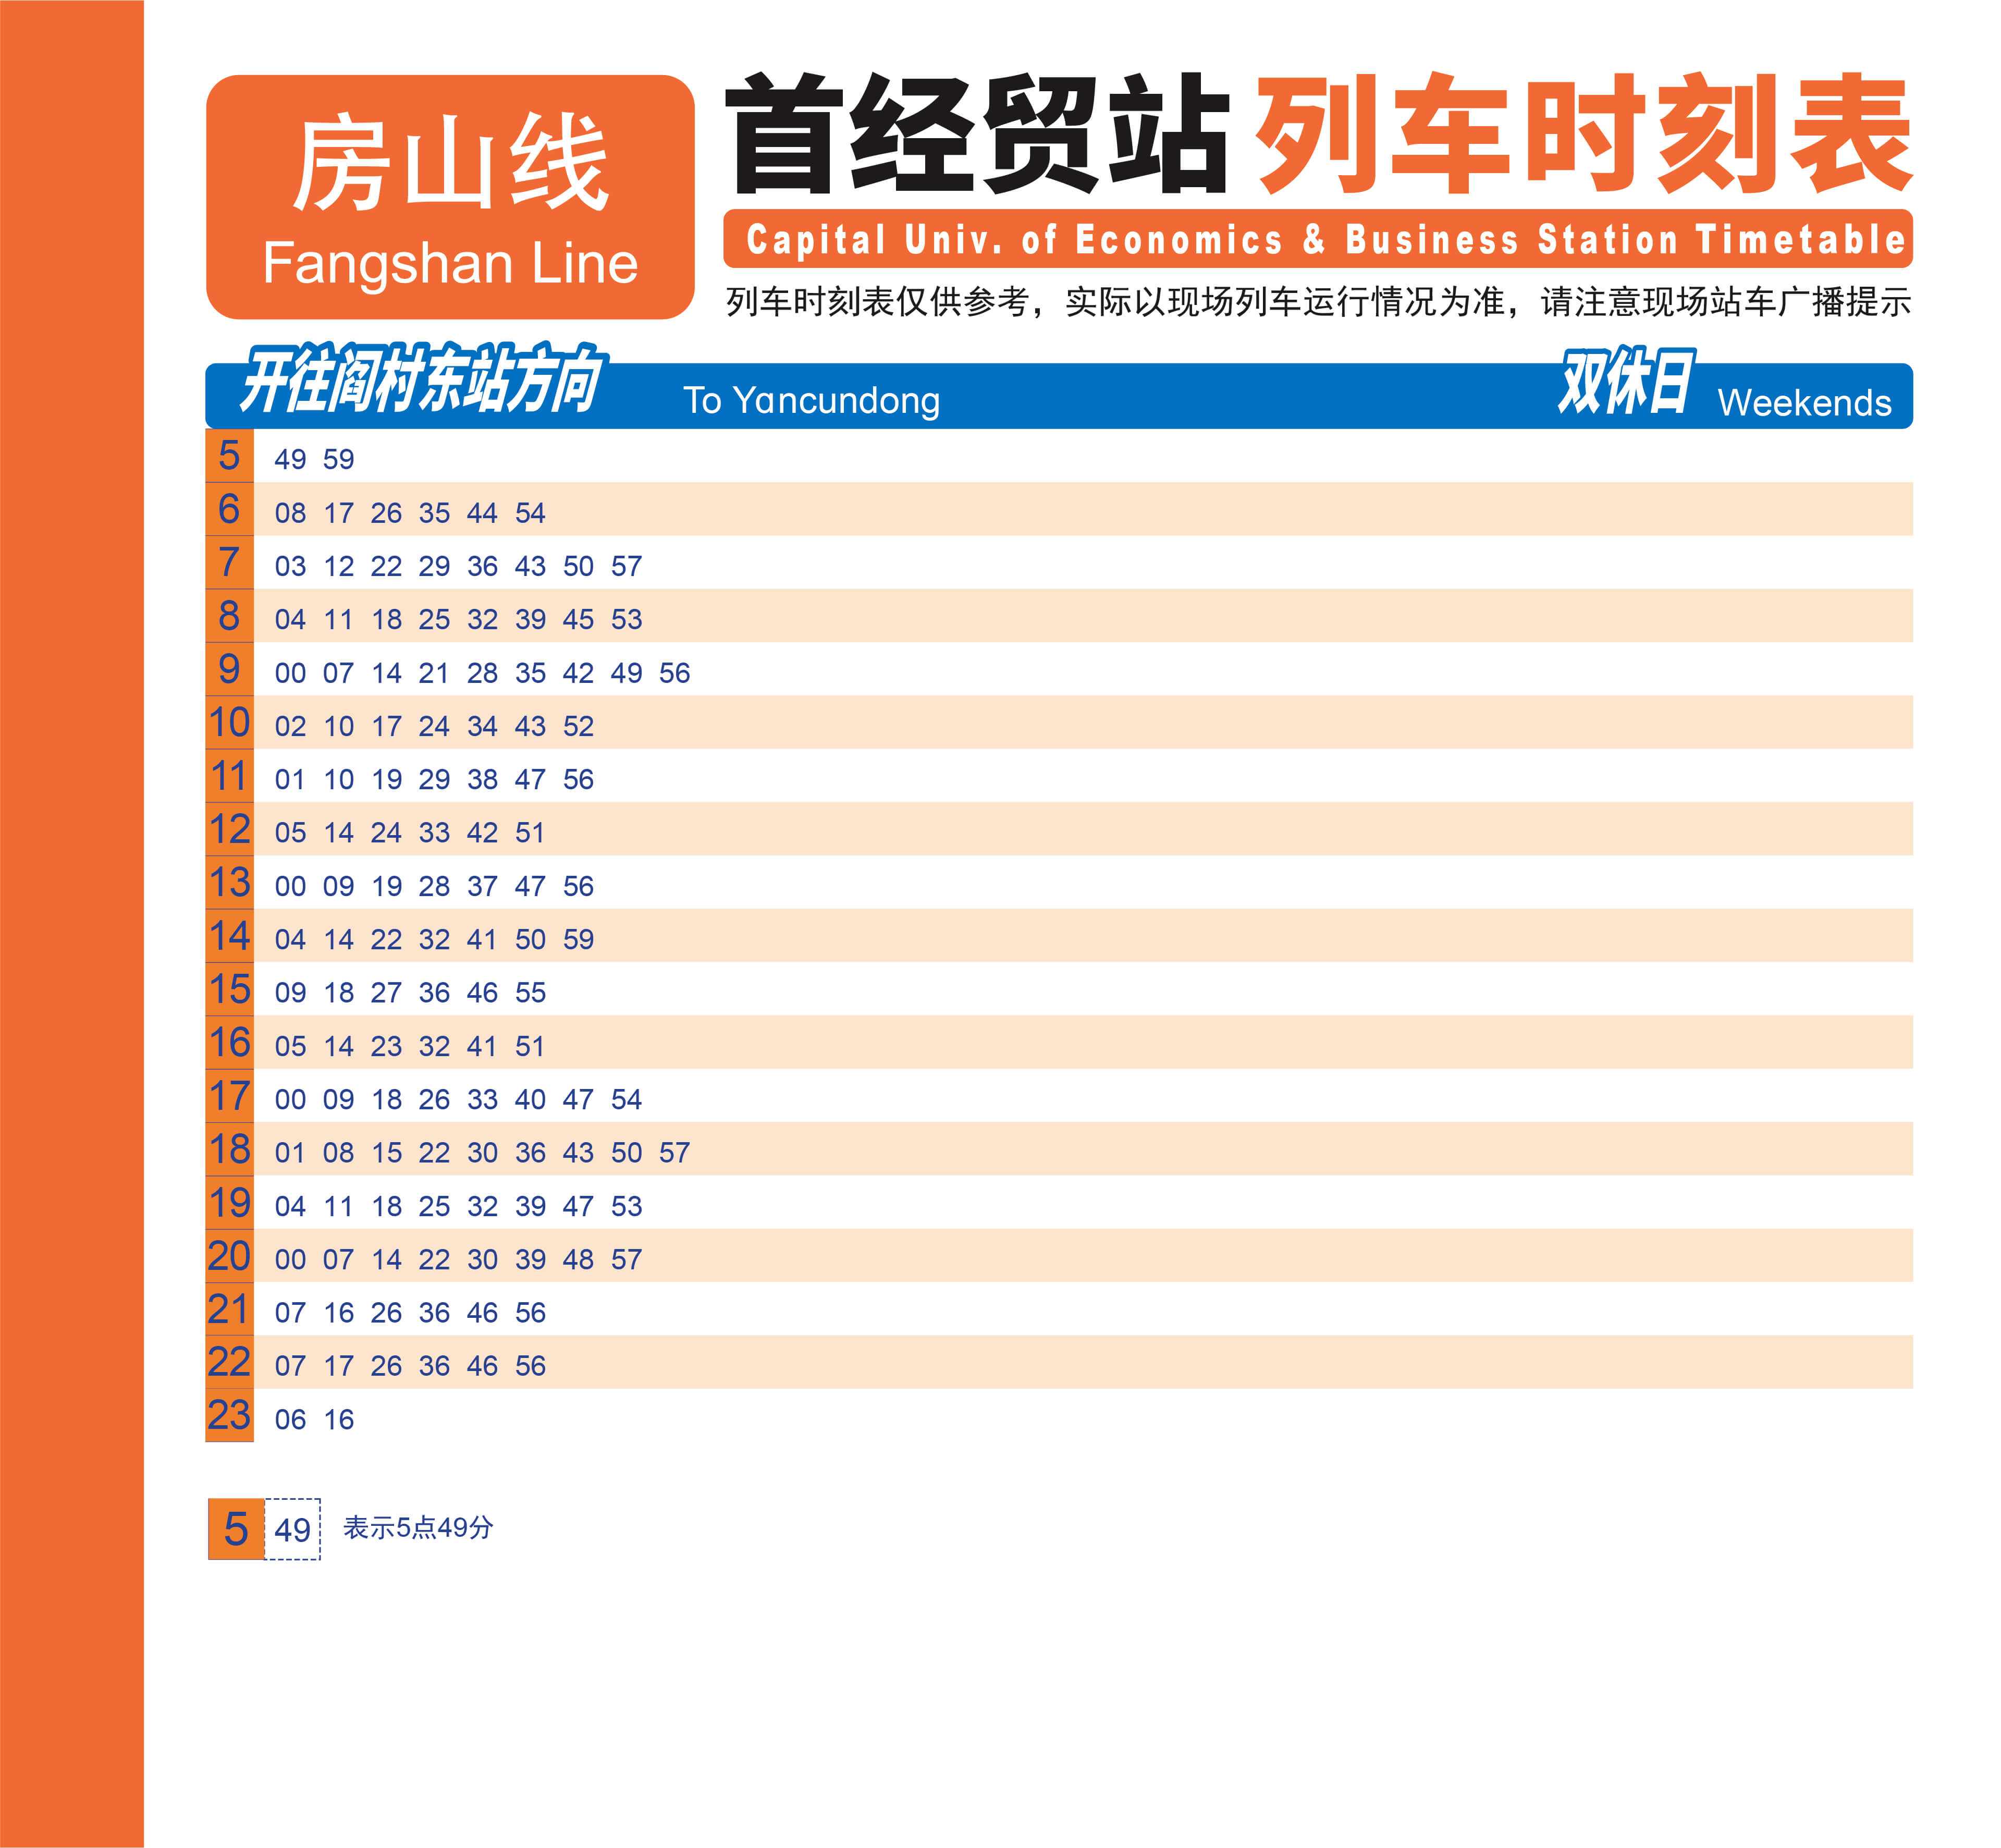 房山线
Fangshan Line
首经贸站 列车时刻表
Capital Univ. of Economics & Business Station Timetable
列车时刻表仅供参考，实际以现场列车运行情况为准，请注意现场站车广播提示
开往阎村东站方向 To Yancundong 双休日 Weekends
5 49 59
6 08 17 26 35 44 54
7 03 12 22 29 36 43 50 57
8 04 11 18 25 32 39 45 53
9 00 07 14 21 28 35 42 49 56
10 02 10 17 24 34 43 52
11 01 10 19 29 38 47 56
12 05 14 24 33 42 51
13 00 09 19 28 37 47 56
14 04 14 22 32 41 50 59
15 09 18 27 36 46 55
16 05 14 23 32 41 51
17 00 09 18 26 33 40 47 54
18 01 08 15 22 30 36 43 50 57
19 04 11 18 25 32 39 47 53
20 00 07 14 22 30 39 48 57
21 07 16 26 36 46 56
22 07 17 26 36 46 56
23 06 16
5 49 表示5点49分